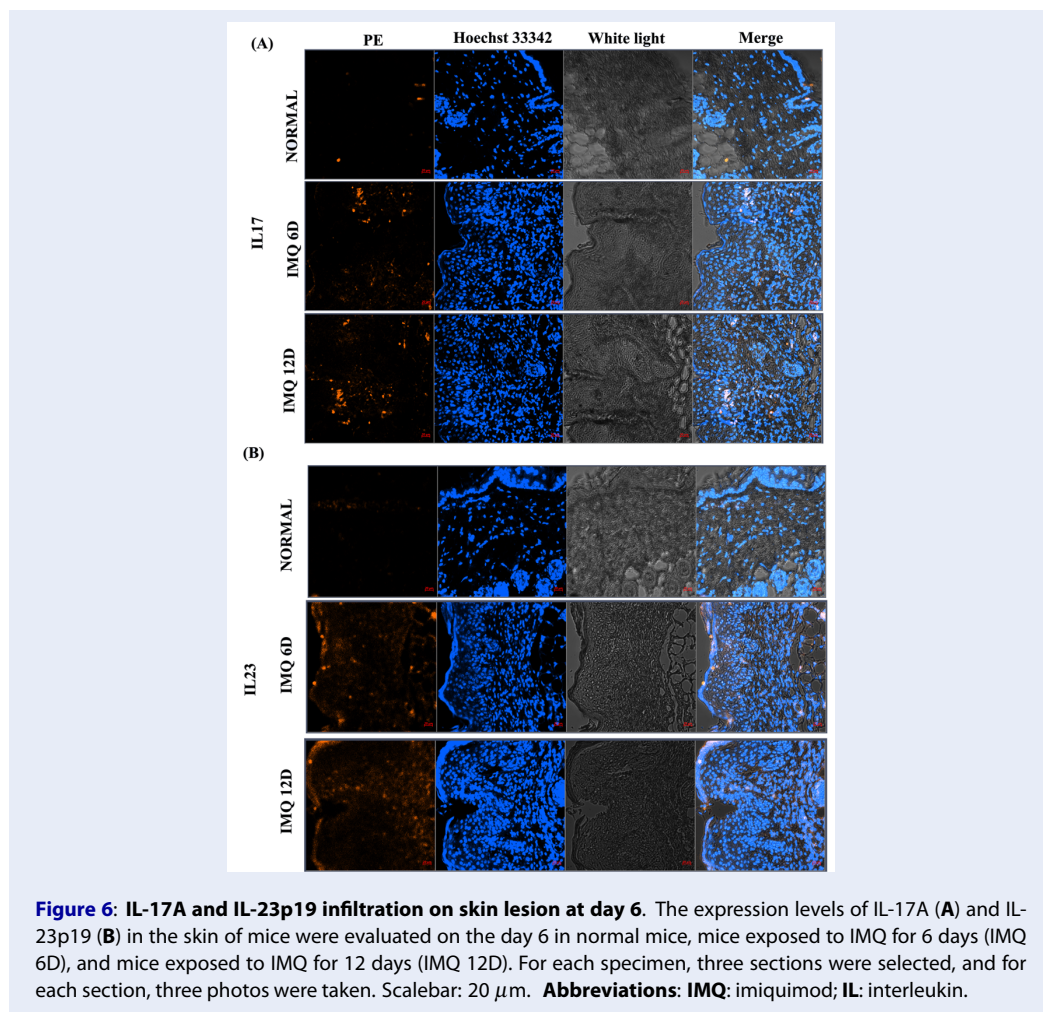 (A)
PE Hoechst 33342 White light Merge
NORMAL
IL17
IMQ 6D
IMQ 12D
(B)
NORMAL
IL23
IMQ 6D
IMQ 12D
Figure 6: IL-17A and IL-23p19 infiltration on skin lesion at day 6. The expression levels of IL-17A (A) and IL-
23p19 (B) in the skin of mice were evaluated on the day 6 in normal mice, mice exposed to IMQ for 6 days (IMQ
6D), and mice exposed to IMQ for 12 days (IMQ 12D). For each specimen, three sections were selected, and for
each section, three photos were taken. Scalebar: 20 μm. Abbreviations: IMQ: imiquimod; IL: interleukin.